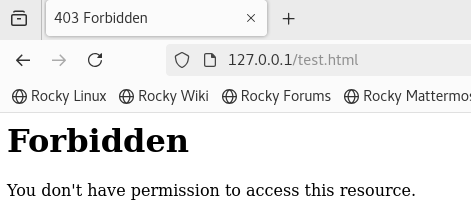 403 Forbidden
127.0.0.1/test.html
Rocky Linux Rocky Wiki Rocky Forums Rocky Mattermos
Forbidden
You don't have permission to access this resource.